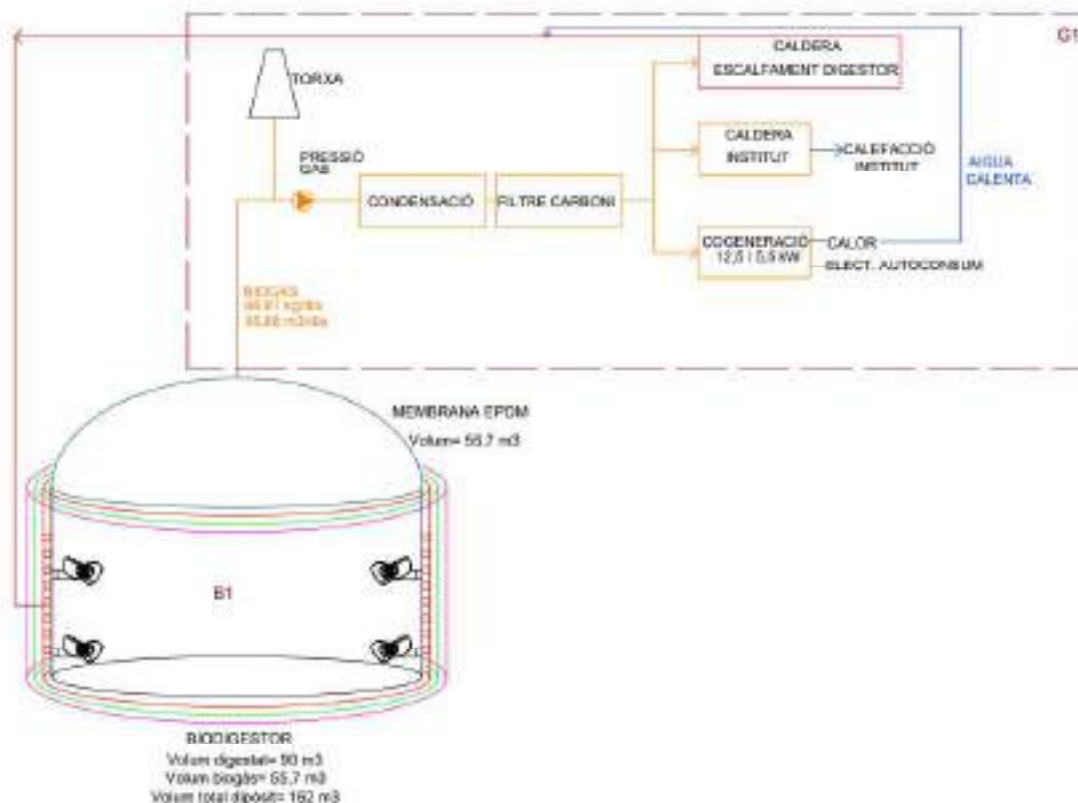 G1
CALDERA
ESCALFAMENT DIGESTOR
TORXA
PRESSIÓ
GAS
CALDERA
INSTITUT
CALEFACCIÓ
INSTITUT
AIGUA
CALENTA
CONDENSACIÓ
FILTRE CARBONI
COGENERACIÓ
12,5 i 5,5 kW
CALOR
ELECT. AUTOCONSUM
BIOGAS
MEMBRANA EPDM
Volum= 55,7 m3
B1
BIODIGESTOR
Volum digestat= 90 m3
Volum biogàs= 55,7 m3
Volum total dipòsit= 162 m3